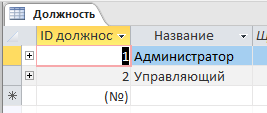 Должность
ID должнос Название Ш
1 Администратор
2 Управляющий
(№)